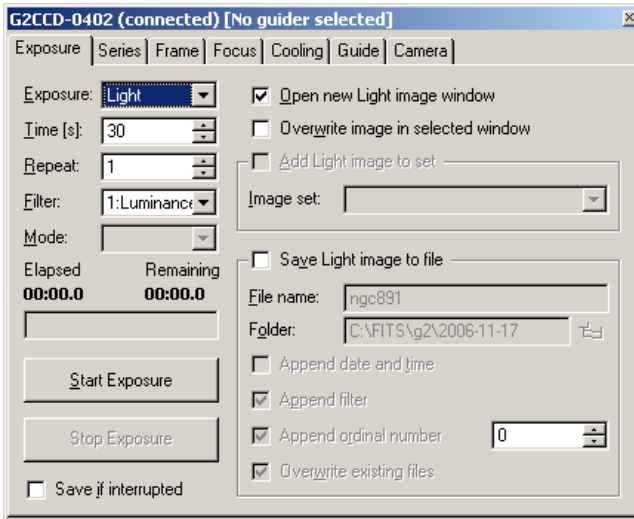 G2CCD-0402 (connected) [No guider selected]
Exposure Series Frame Focus Cooling Guide Camera
Exposure: Light
Time [s]: 30
Repeat: 1
Filter: 1:Luminance
Mode:
Elapsed Remaining
00:00.0 00:00.0
Start Exposure
Stop Exposure
Save if interrupted
Open new Light image window
Overwrite image in selected window
Add Light image to set
Image set:
Save Light image to file
File name: ngc891
Folder: C:\FITS\g2\2006-11-17
Append date and time
Append filter
Append ordinal number 0
Overwrite existing files